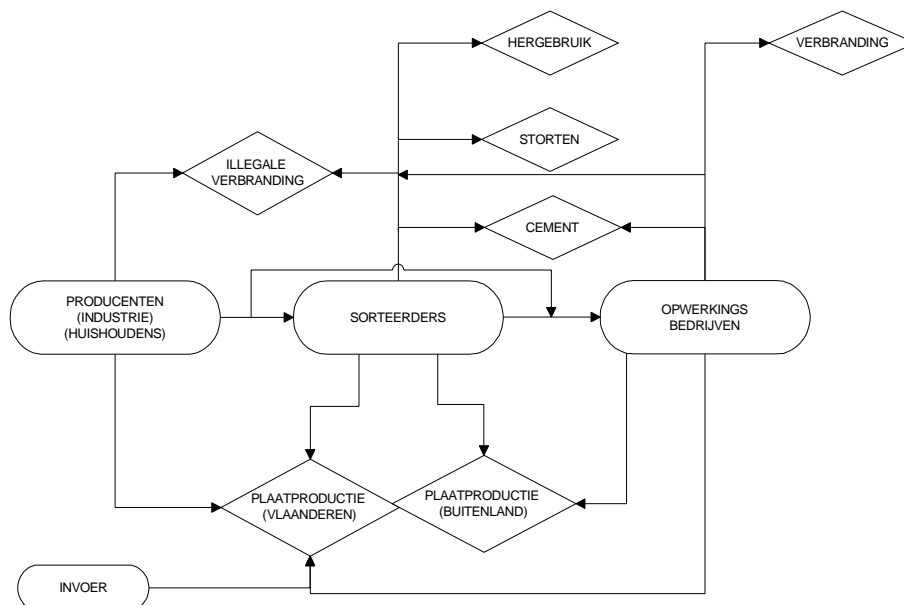 HERGEBRUIK
VERBRANDING
STORTEN
ILLEGALE
VERBRANDING
CEMENT
PRODUCENTEN
(INDUSTRIE)
(HUISHOUDENS)
SORTEERDERS
OPWERKINGS
BEDRIJVEN
PLAATPRODUCTIE
(VLAANDEREN)
PLAATPRODUCTIE
(BUITENLAND)
INVOER